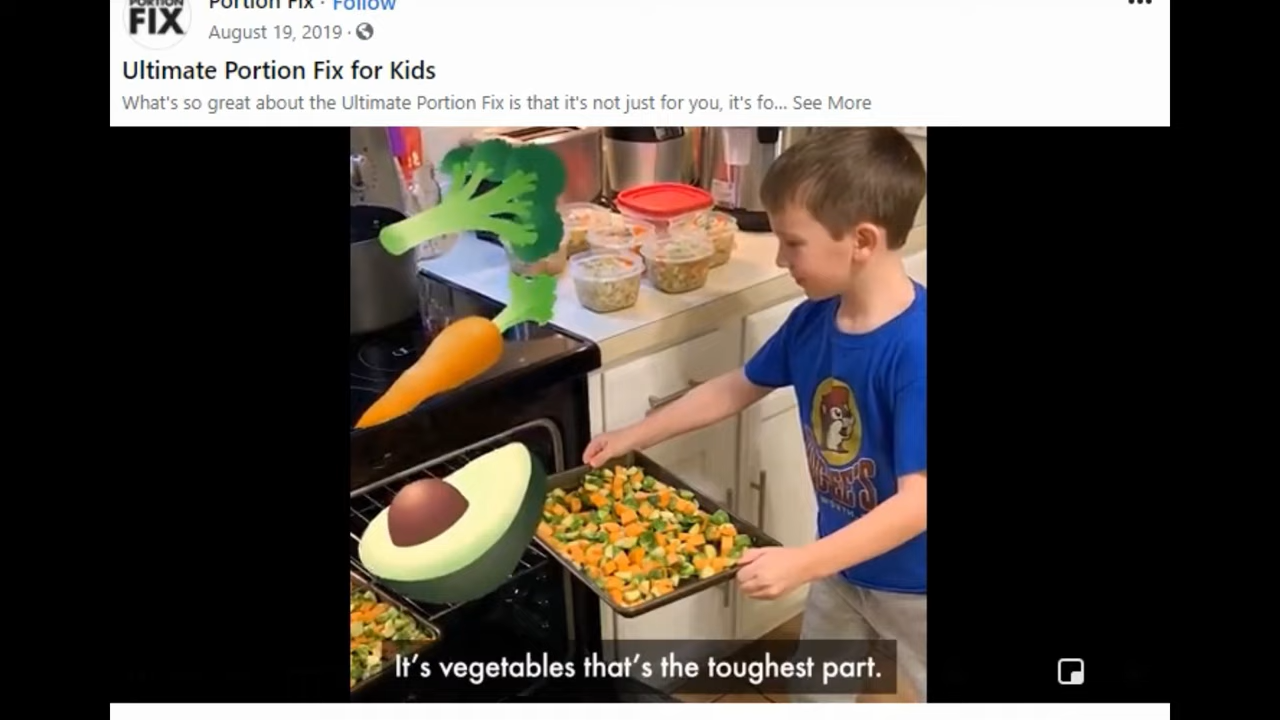 PORTION
FIX
Portion Fix · Follow
August 19, 2019 ·
Ultimate Portion Fix for Kids
What's so great about the Ultimate Portion Fix is that it's not just for you, it's fo... See More
It's vegetables that's the toughest part.